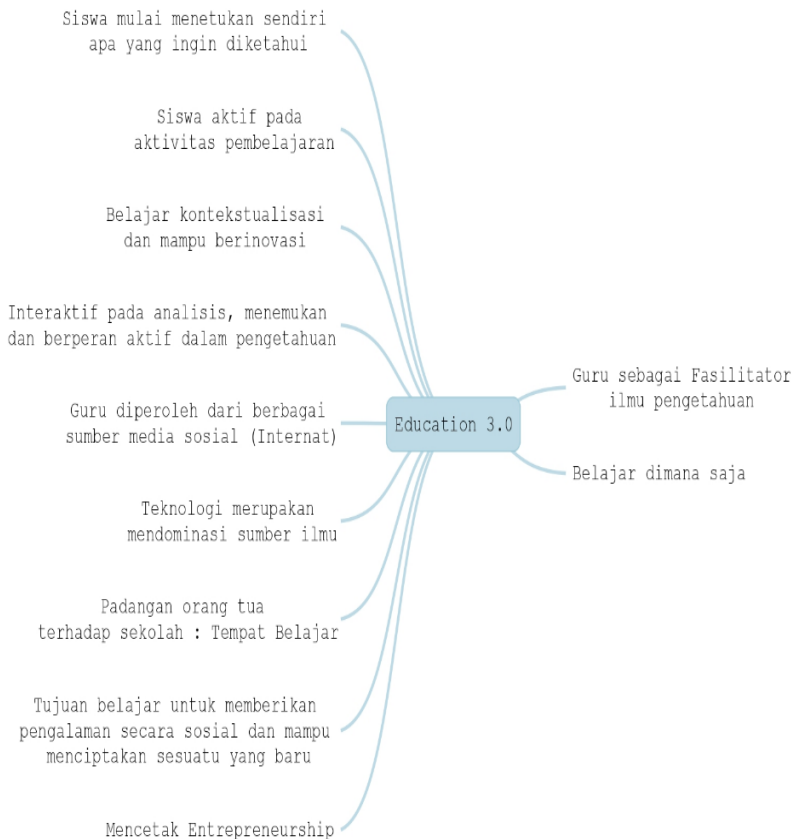 Siswa mulai menetukan sendiri
apa yang ingin diketahui
Siswa aktif pada
aktivitas pembelajaran
Belajar kontekstualisasi
dan mampu berinovasi
Interaktif pada analisis, menemukan
dan berperan aktif dalam pengetahuan
Guru diperoleh dari berbagai
sumber media sosial (Internat)
Teknologi merupakan
mendominasi sumber ilmu
Padangan orang tua
terhadap sekolah : Tempat Belajar
Tujuan belajar untuk memberikan
pengalaman secara sosial dan mampu
menciptakan sesuatu yang baru
Mencetak Entrepreneurship
Education 3.0
Guru sebagai Fasilitator
ilmu pengetahuan
Belajar dimana saja